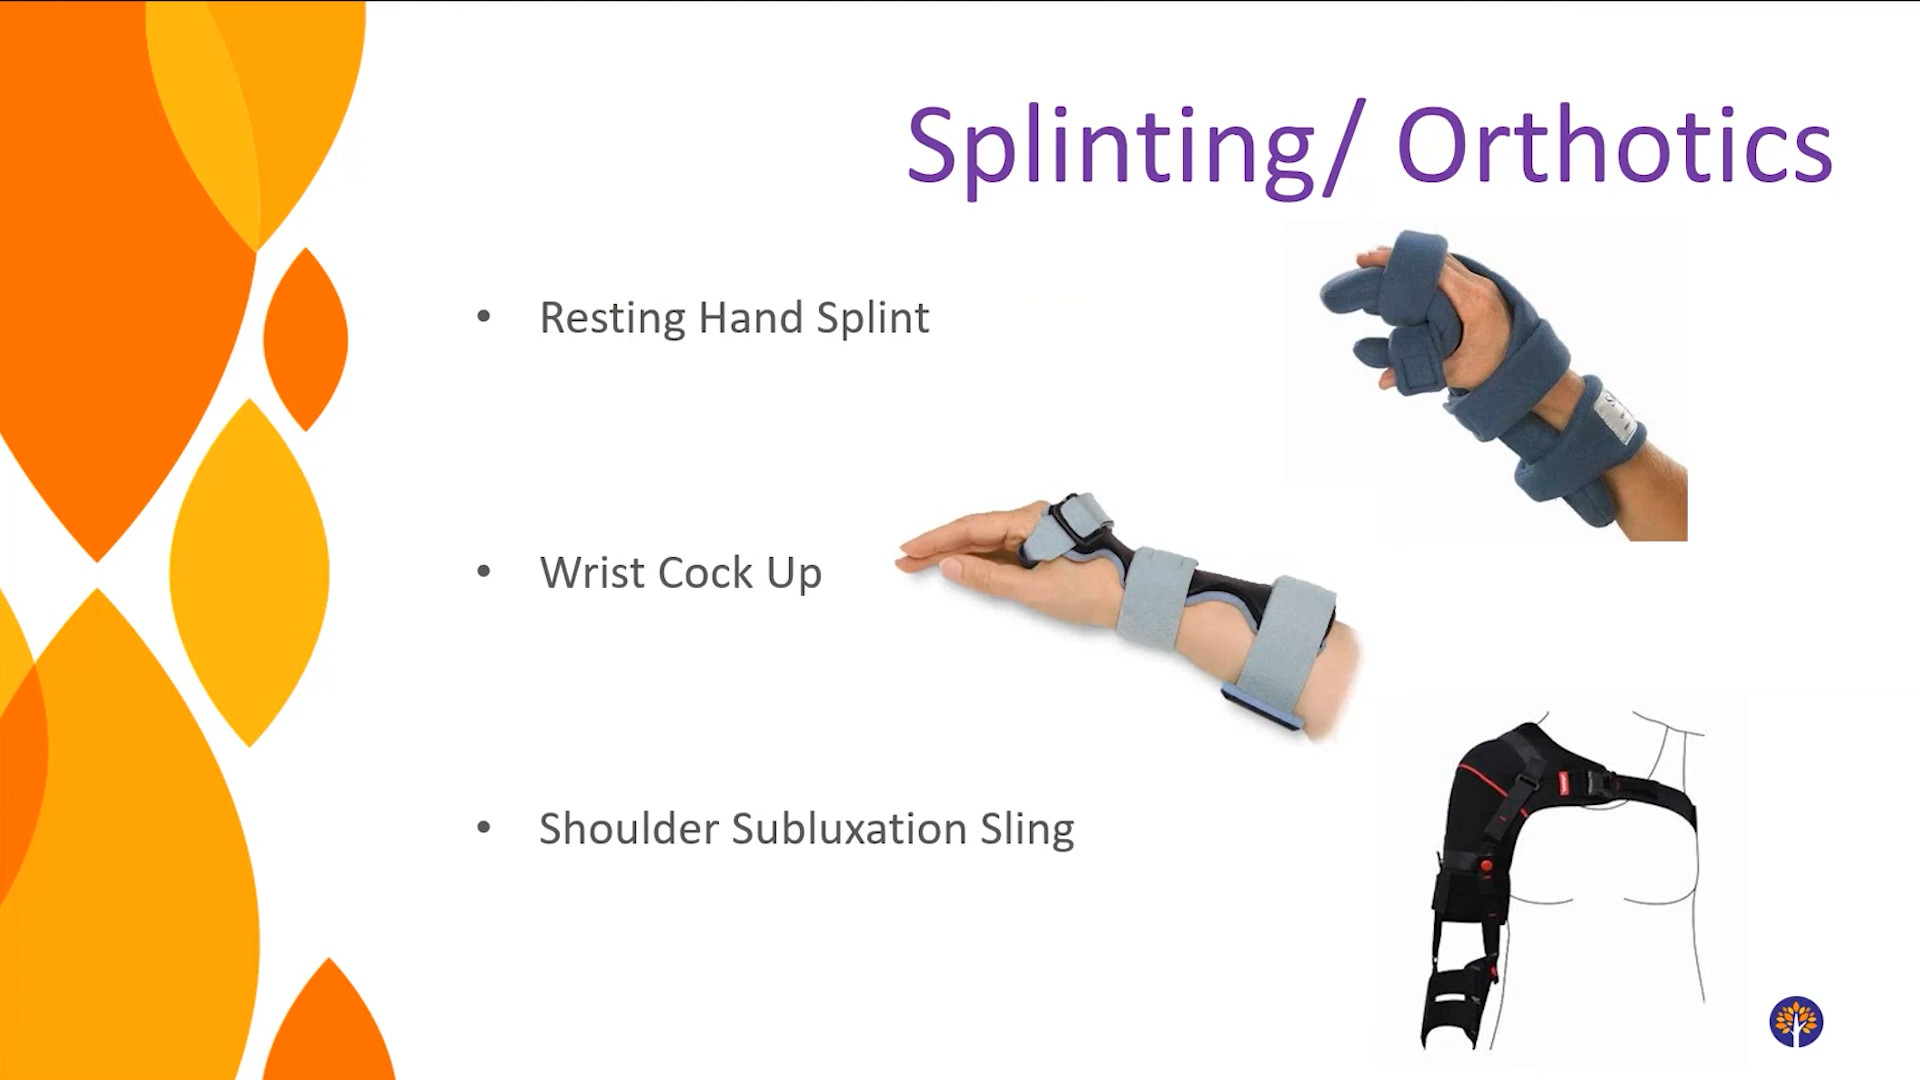 Splinting/ Orthotics
• Resting Hand Splint
• Wrist Cock Up
• Shoulder Subluxation Sling